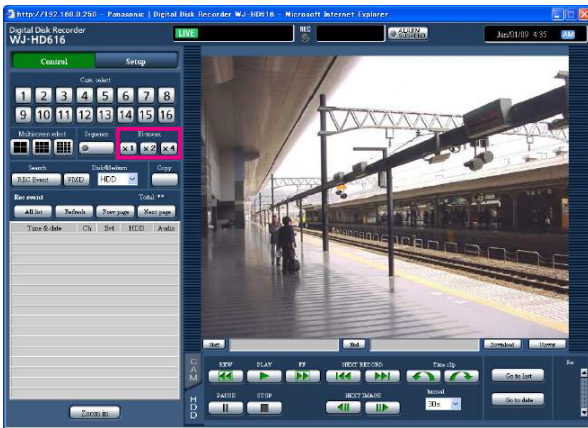 http://192.168.0.250 - Panasonic | Digital Disk Recorder WJ-HD616 - Microsoft Internet Explorer
Digital Disk Recorder
WJ-HD616
LIVE
REC
ALARM
SUSPEND
Jan/01/09 4:35
AM
Control Setup
Cam. select
1 2 3 4 5 6 7 8
9 10 11 12 13 14 15 16
Multiscreen select Sequence El-zoom
x1 x2 x4
Search Disk/Medium Copy
REC Event VMD HDD
Rec event Total: **
All list Refresh Prev page Next page
Time & date Ch Evt HDD Audio
Zoom in
Start End Download Viewer
CAM
HDD
REW PLAY FF NEXT RECORD Time slip
Go to last
PAUSE STOP NEXT IMAGE Interval
30s Go to date